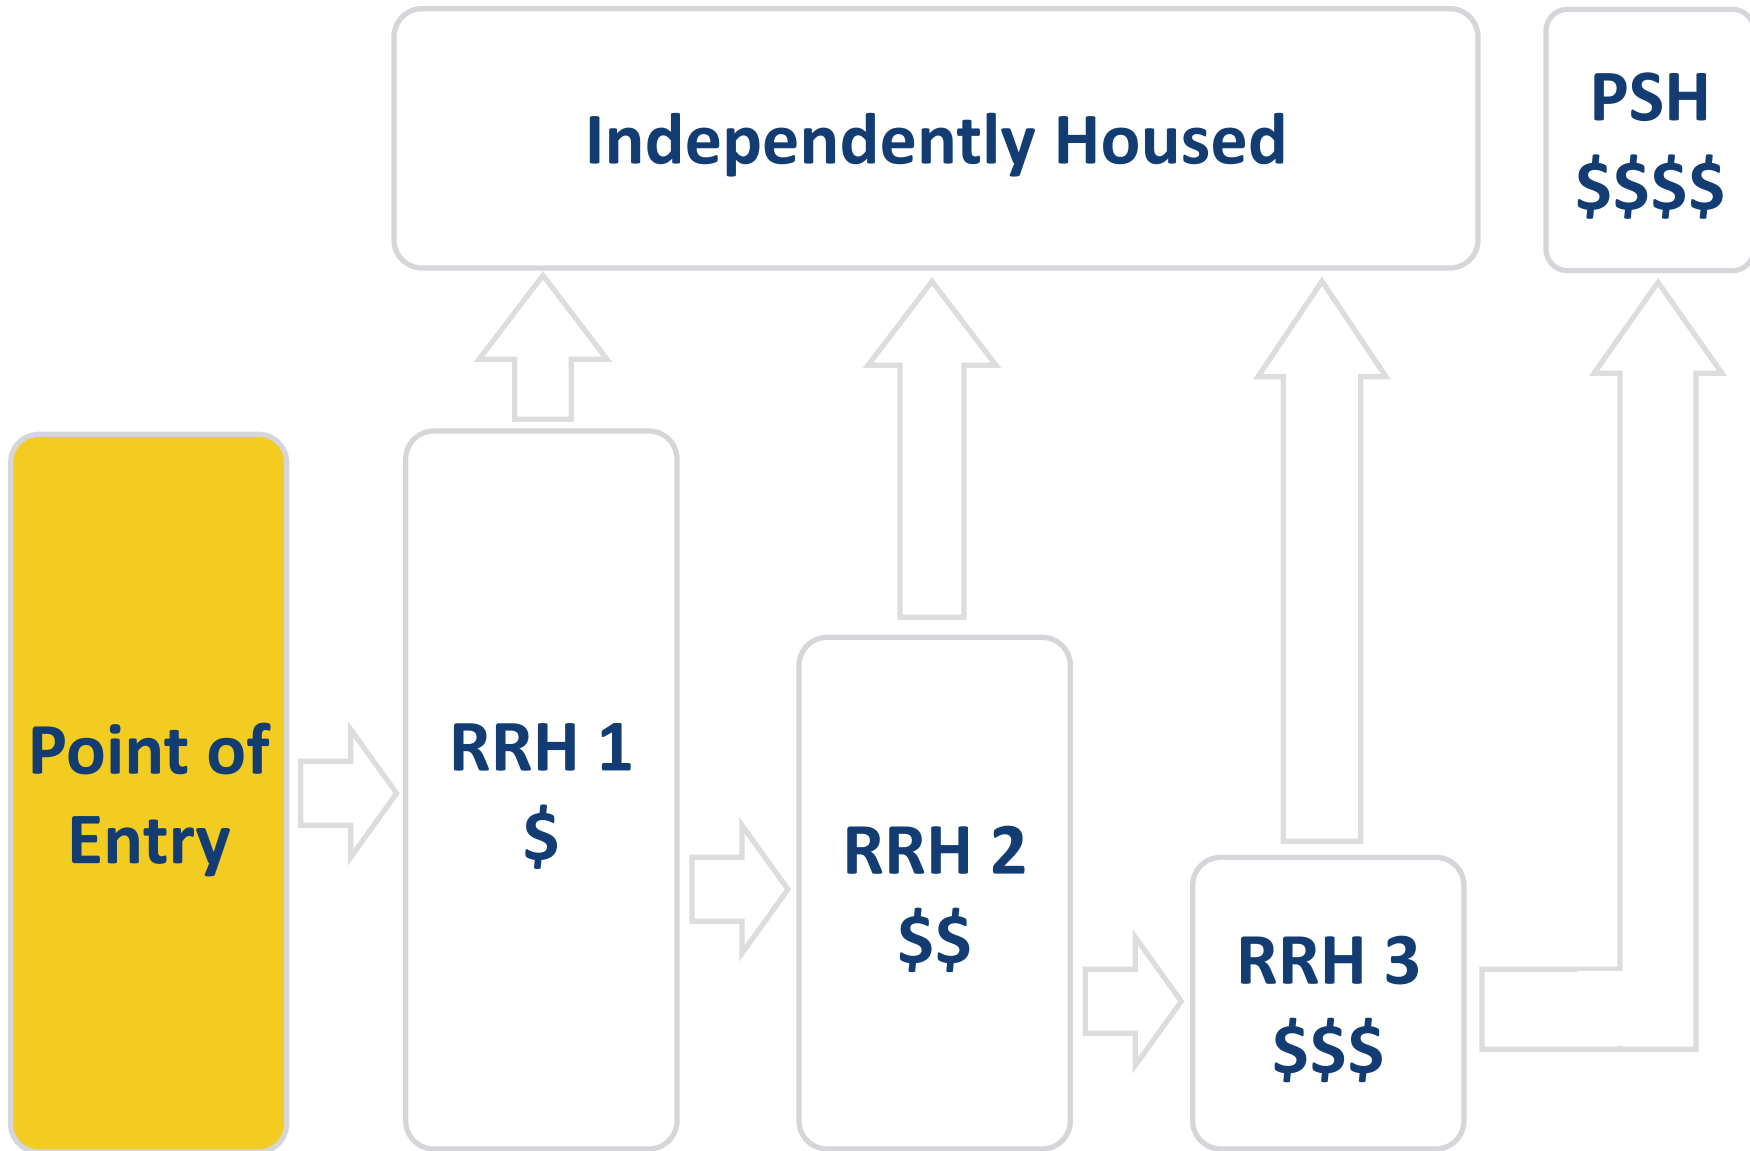 Independently Housed
PSH
$$$$
Point of
Entry
RRH 1
$
RRH 2
$$
RRH 3
$$$